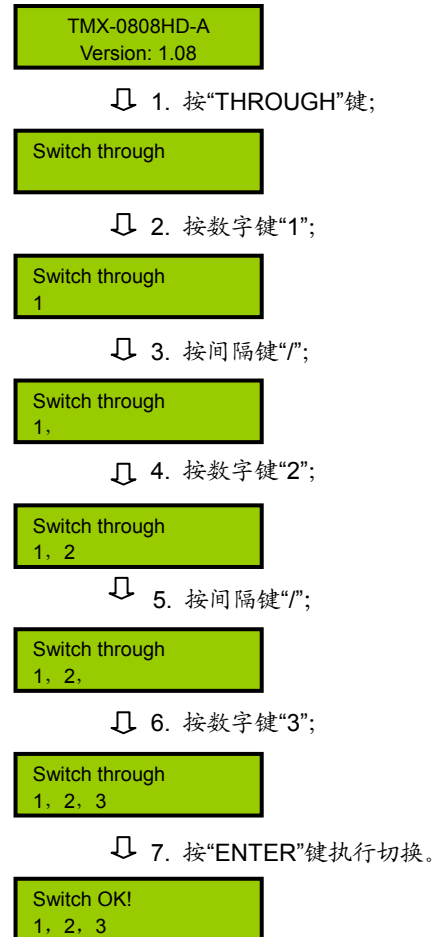 TMX-0808HD-A
Version: 1.08
1. 按“THROUGH”键;
Switch through
2. 按数字键“1”;
Switch through
1
3. 按间隔键“/”;
Switch through
1,
4. 按数字键“2”;
Switch through
1，2
5. 按间隔键“/”;
Switch through
1，2，
6. 按数字键“3”;
Switch through
1，2，3
7. 按“ENTER”键执行切换。
Switch OK!
1，2，3